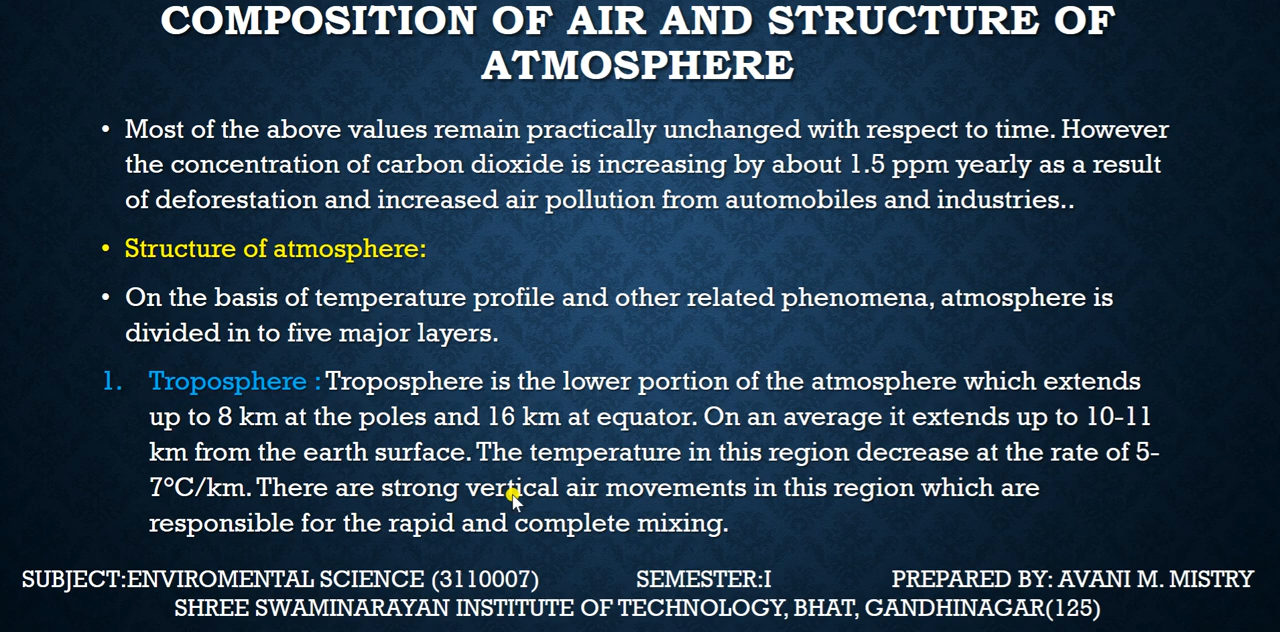 COMPOSITION OF AIR AND STRUCTURE OF
ATMOSPHERE
• Most of the above values remain practically unchanged with respect to time. However
the concentration of carbon dioxide is increasing by about 1.5 ppm yearly as a result
of deforestation and increased air pollution from automobiles and industries..
• Structure of atmosphere:
• On the basis of temperature profile and other related phenomena, atmosphere is
divided in to five major layers.
1. Troposphere : Troposphere is the lower portion of the atmosphere which extends
up to 8 km at the poles and 16 km at equator. On an average it extends up to 10-11
km from the earth surface. The temperature in this region decrease at the rate of 5-
7°C/km. There are strong vertical air movements in this region which are
responsible for the rapid and complete mixing.
SUBJECT:ENVIROMENTAL SCIENCE (3110007) SEMESTER:I PREPARED BY: AVANI M. MISTRY
SHREE SWAMINARAYAN INSTITUTE OF TECHNOLOGY, BHAT, GANDHINAGAR(125)